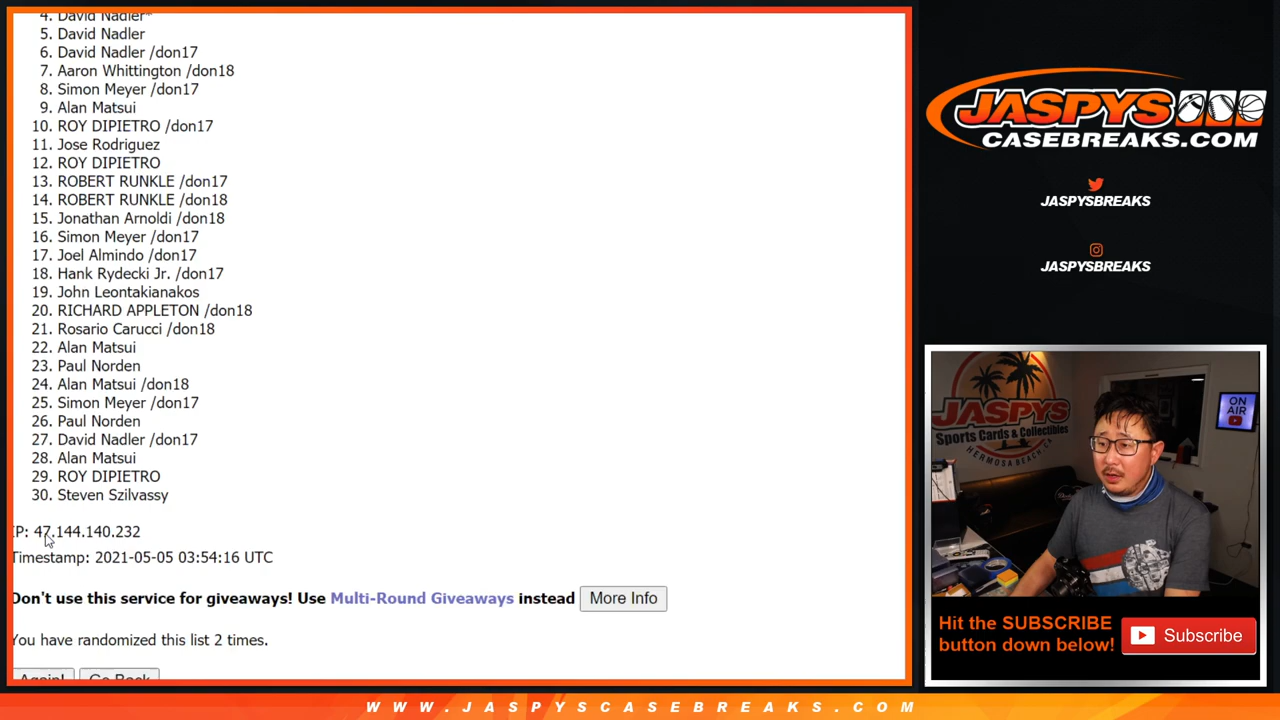 4. David Nadler*
5. David Nadler
6. David Nadler /don17
7. Aaron Whittington /don18
8. Simon Meyer /don17
9. Alan Matsui
10. ROY DIPIETRO /don17
11. Jose Rodriguez
12. ROY DIPIETRO
13. ROBERT RUNKLE /don17
14. ROBERT RUNKLE /don18
15. Jonathan Arnoldi /don18
16. Simon Meyer /don17
17. Joel Almindo /don17
18. Hank Rydecki Jr. /don17
19. John Leontakianakos
20. RICHARD APPLETON /don18
21. Rosario Carucci /don18
22. Alan Matsui
23. Paul Norden
24. Alan Matsui /don18
25. Simon Meyer /don17
26. Paul Norden
27. David Nadler /don17
28. Alan Matsui
29. ROY DIPIETRO
30. Steven Szilvassy
IP: 47.144.140.232
Timestamp: 2021-05-05 03:54:16 UTC
Don't use this service for giveaways! Use Multi-Round Giveaways instead More Info
You have randomized this list 2 times.
Again! Go Back
JASPYS
CASEBREAKS.COM
JASPYSBREAKS
JASPYSBREAKS
JASPYS
Sports Cards & Collectibles
HERMOSA BEACH, CA
ON
AIR
Hit the SUBSCRIBE
button down below!
Subscribe
WWW.JASPYSCASEBREAKS.COM